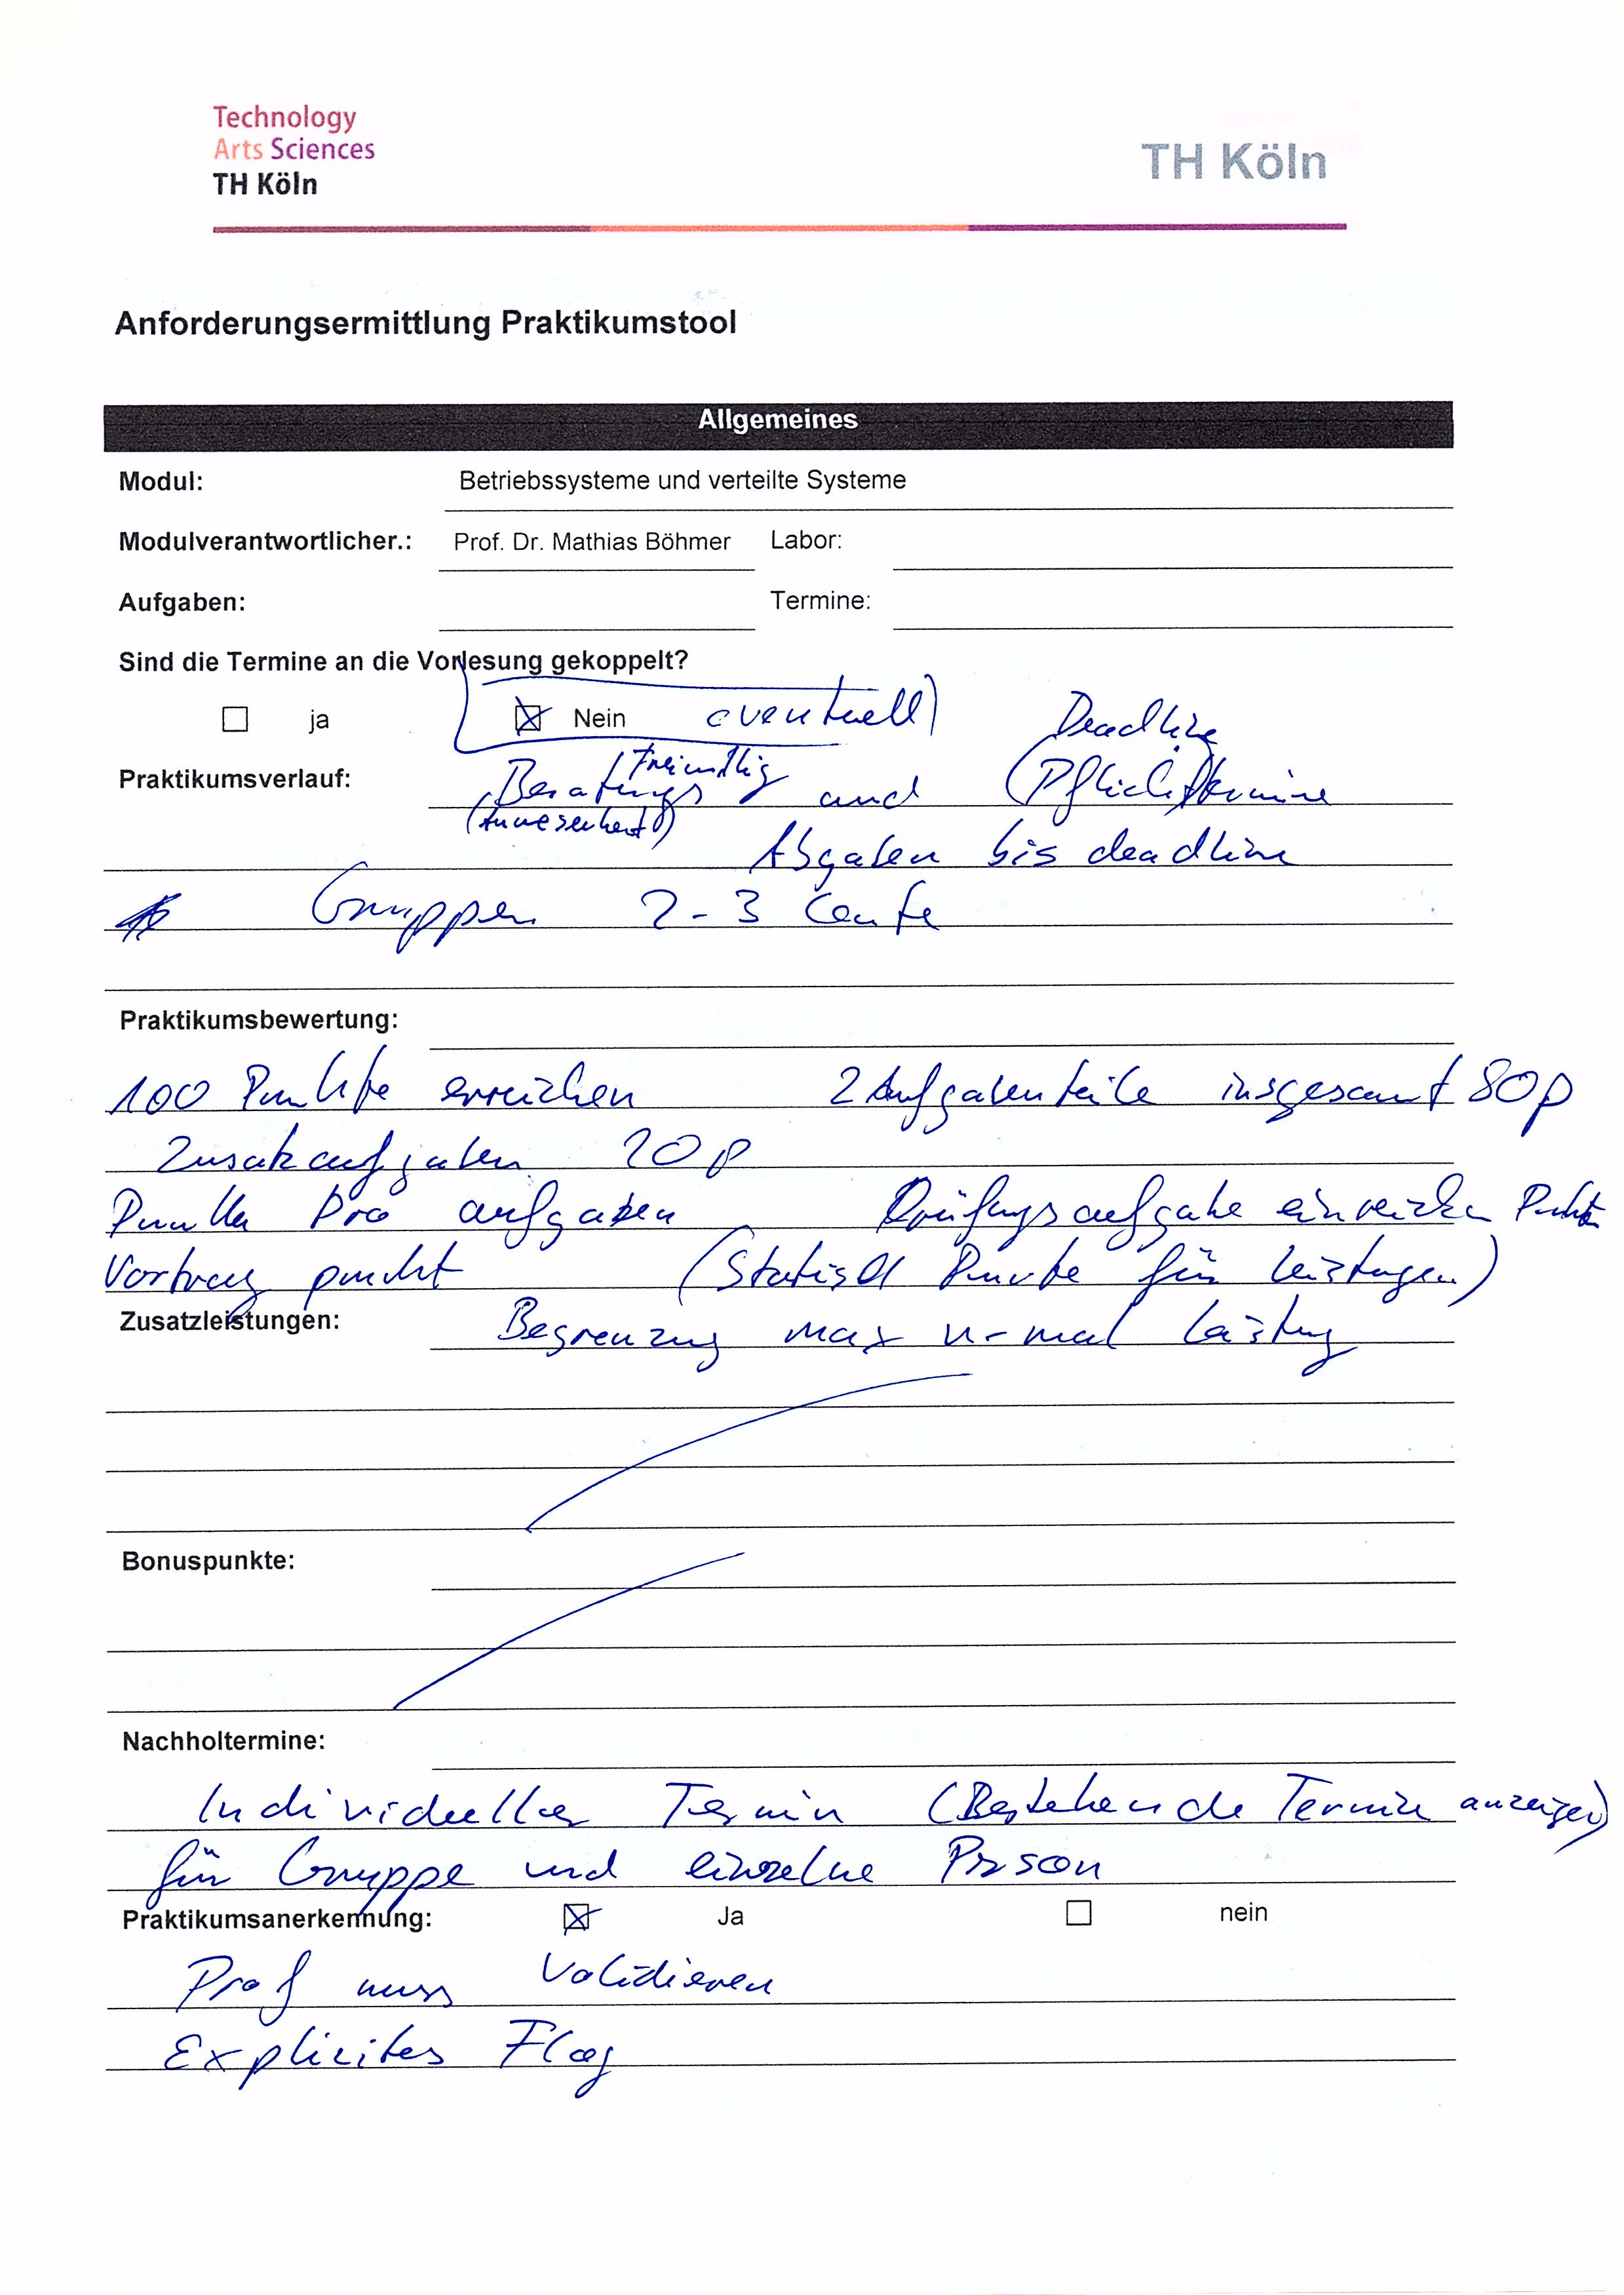 Technology
Arts Sciences
TH Köln
TH Köln
Anforderungsermittlung Praktikumstool
Allgemeines
Modul: Betriebssysteme und verteilte Systeme
Modulverantwortlicher.: Prof. Dr. Mathias Böhmer Labor:
Aufgaben: Termine:
Sind die Termine an die Vorlesung gekoppelt?
ja Nein eventuell)
Deadline
(Freiwillig
Praktikumsverlauf: Beratungs und (Pflichttermine
(Anwesenheit)
Abgaben bis deadline
Gruppen 2-3 Leute
Praktikumsbewertung:
100 Punkte erreichen 2 Aufgabenteile insgesamt 80p
Zusatzaufgaben 20p
Punkte Pro aufgaben Prüfungsaufgabe einreichen Punkte
Vortrag punkt (Statisch Punkte für leistungen)
Zusatzleistungen: Begrenzung max n-mal Leistung
Bonuspunkte:
Nachholtermine:
Individueller Termin (Bestehende Termine anzeigen)
für Gruppe und einzelne Person
Praktikumsanerkennung: Ja nein
Prof muss Validieren
Explizites Flag